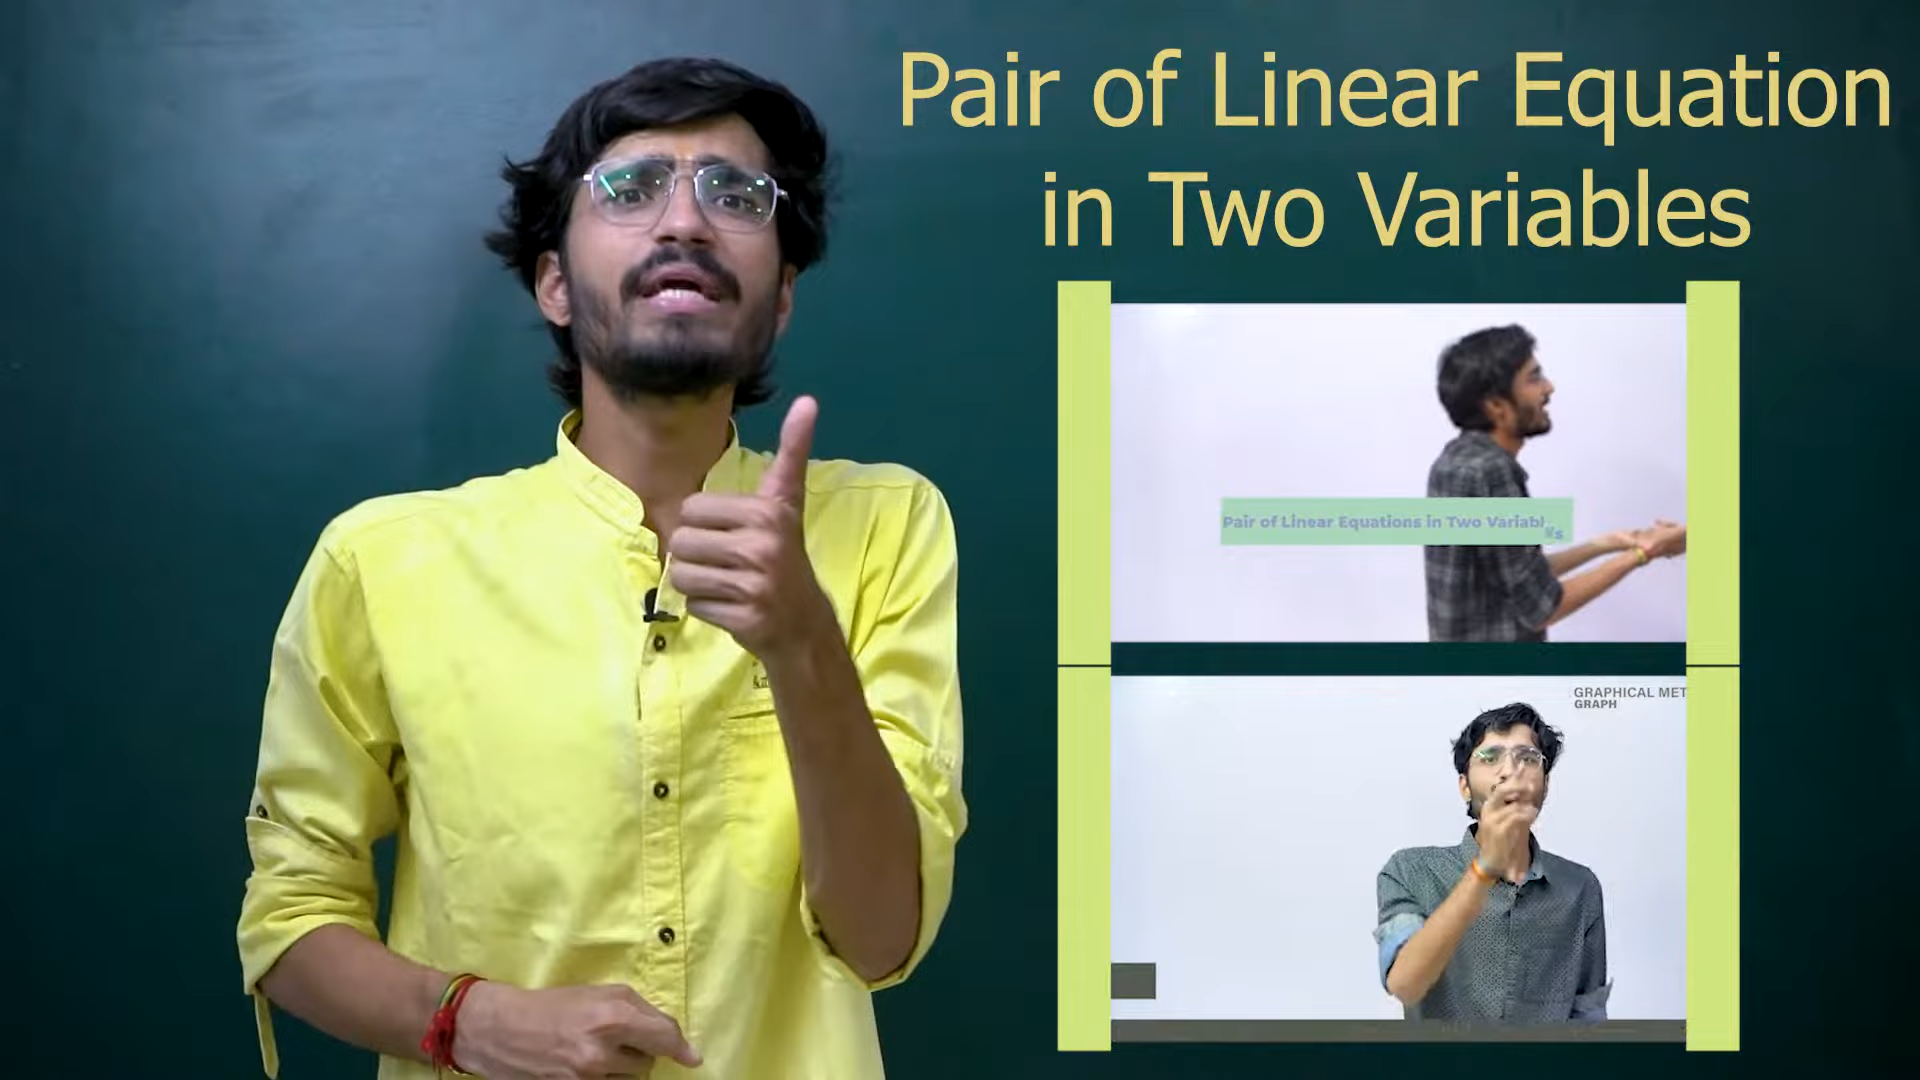 Pair of Linear Equation
in Two Variables
Pair of Linear Equations in Two Variabl
GRAPHICAL MET
GRAPH